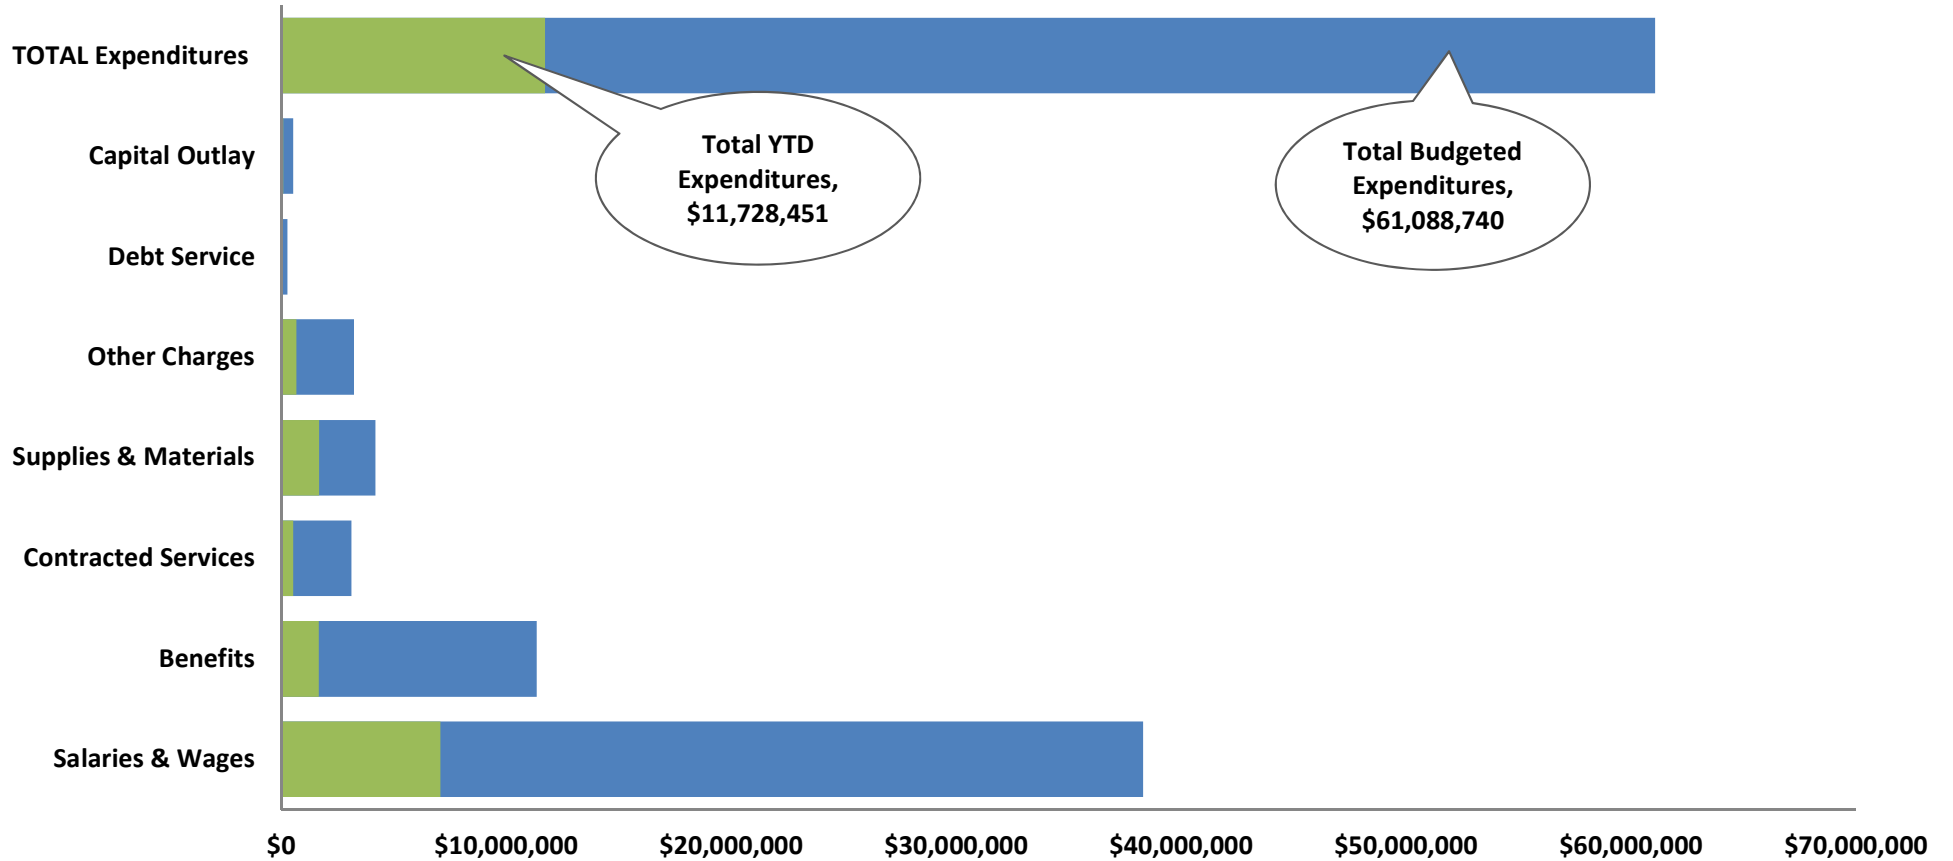 TOTAL Expenditures
Total YTD
Expenditures,
$11,728,451
Total Budgeted
Expenditures,
$61,088,740
Capital Outlay
Debt Service
Other Charges
Supplies & Materials
Contracted Services
Benefits
Salaries & Wages
$0 $10,000,000 $20,000,000 $30,000,000 $40,000,000 $50,000,000 $60,000,000 $70,000,000